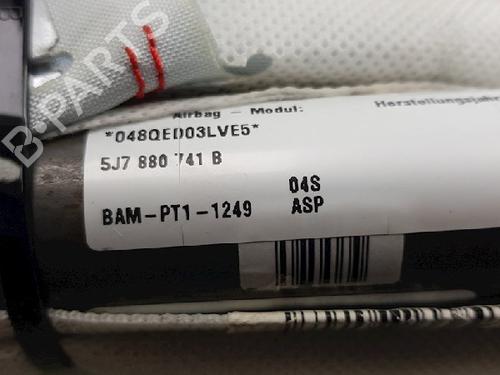 B-PARTS
Airbag - Modul:
Herstellungsjahr
*048QED03LVE5*
5J7 880 741 B
04S
BAM-PT1-1249 ASP